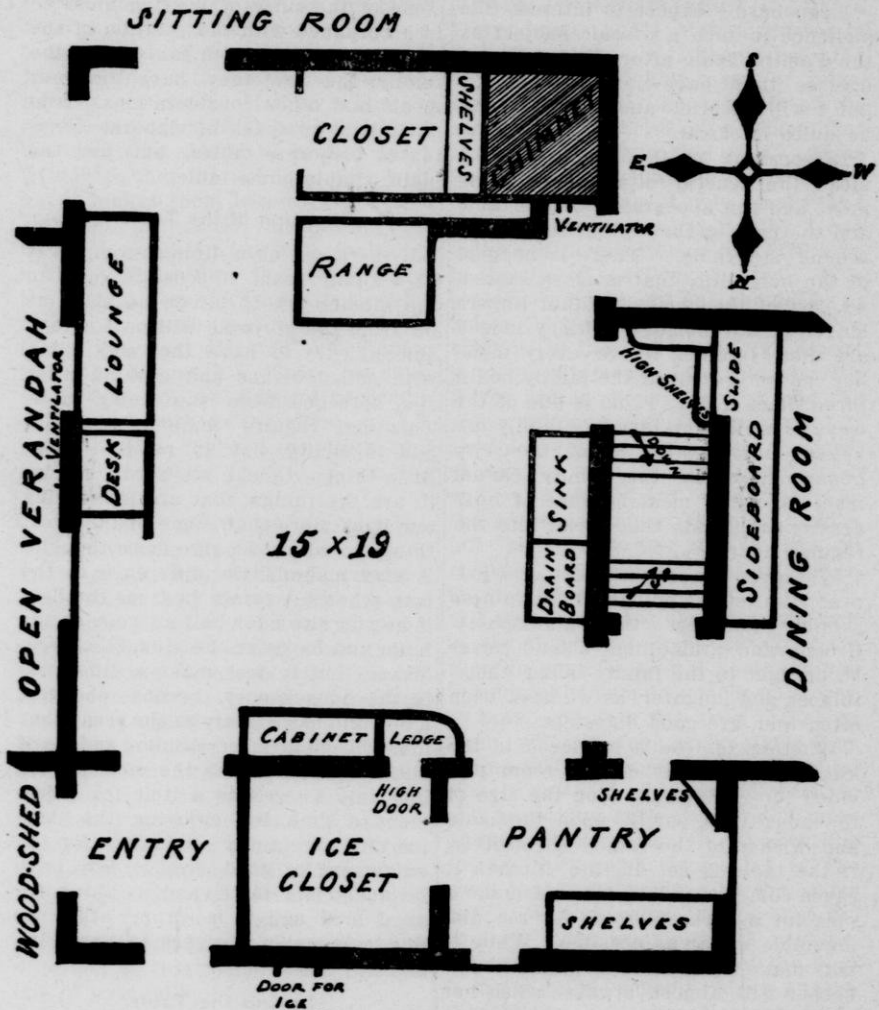 SITTING ROOM
CLOSET
SHELVES
CHIMNEY
S
E
W
N
VENTILATOR
RANGE
OPEN VERANDAH
VENTILATOR
LOUNGE
DESK
HIGH SHELVES
SLIDE
DOWN
SINK
DRAIN
BOARD
UP
SIDEBOARD
DINING ROOM
15 x 19
CABINET
LEDGE
HIGH
DOOR
SHELVES
WOOD-SHED
ENTRY
ICE
CLOSET
PANTRY
SHELVES
DOOR FOR
ICE